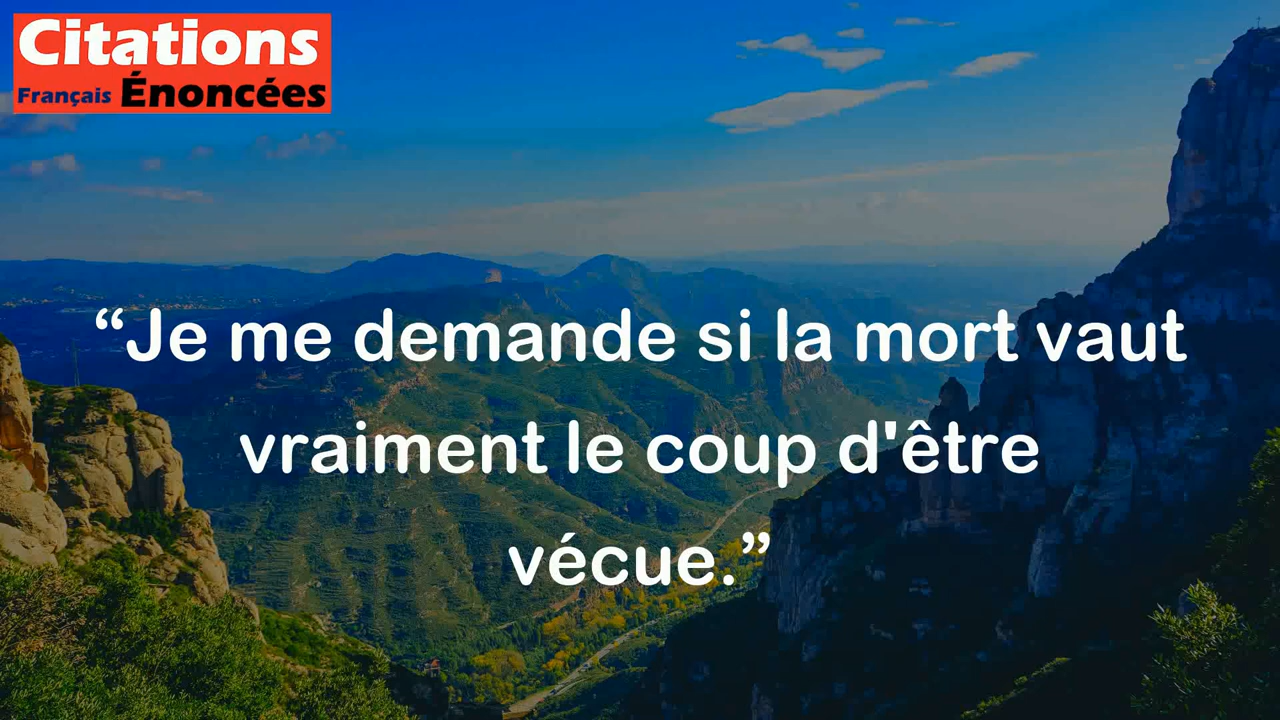 Citations
Français Énoncées
“Je me demande si la mort vaut
vraiment le coup d'être
vécue.”